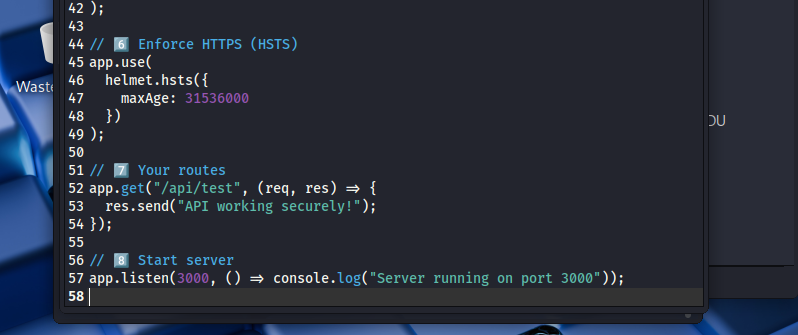 42 );
43
44 // 6️⃣ Enforce HTTPS (HSTS)
45 app.use(
46   helmet.hsts({
47     maxAge: 31536000
48   })
49 );
50
51 // 7️⃣ Your routes
52 app.get("/api/test", (req, res) => {
53   res.send("API working securely!");
54 });
55
56 // 8️⃣ Start server
57 app.listen(3000, () => console.log("Server running on port 3000"));
58